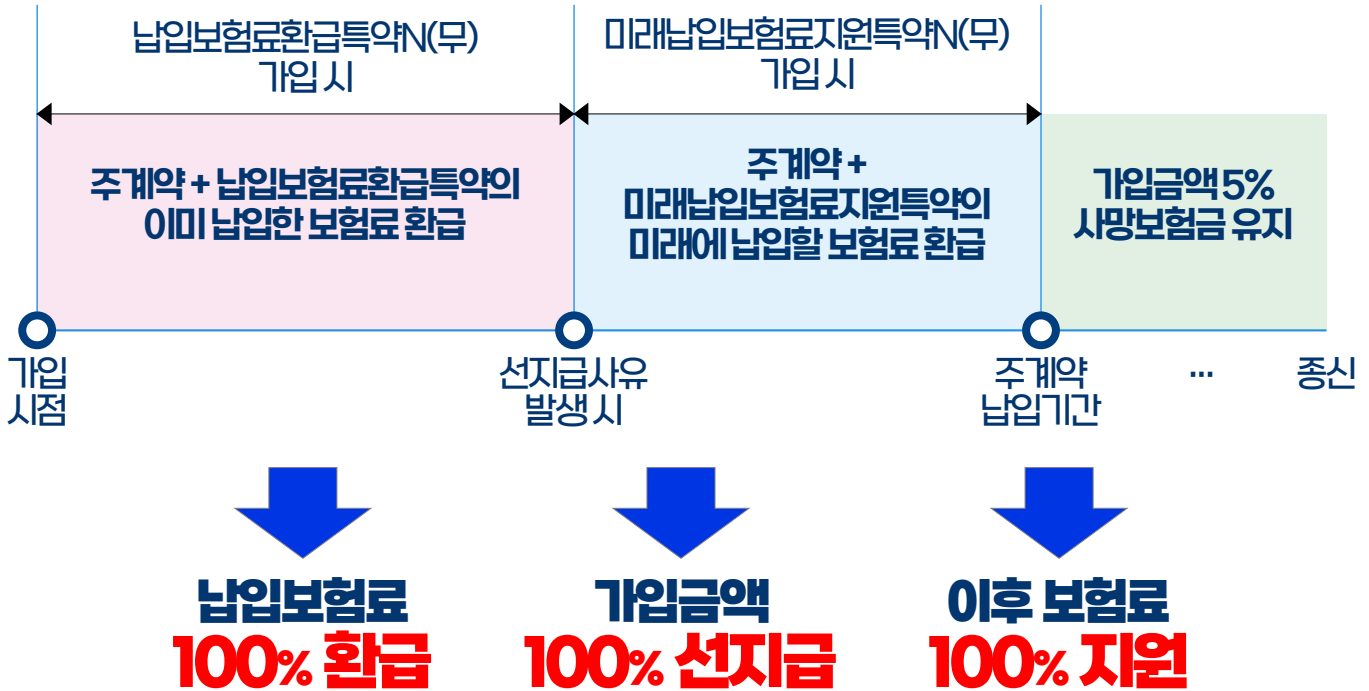 납입보험료환급특약N(무)
가입 시
미래납입보험료지원특약N(무)
가입 시
주계약 + 납입보험료환급특약의
이미 납입한 보험료 환급
주계약 +
미래납입보험료지원특약의
미래에 납입할 보험료 환급
가입금액 5%
사망보험금 유지
가입
시점
선지급사유
발생 시
주계약
납입기간
...
종신
납입보험료
100% 환급
가입금액
100% 선지급
이후 보험료
100% 지원